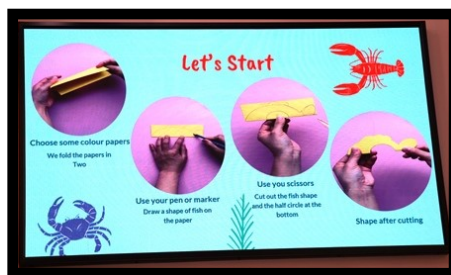 Let's Start
Choose some colour papers
We fold the papers in
Two
Use your pen or marker
Draw a shape of fish on
the paper
Use you scissors
Cut out the fish shape
and the half circle at the
bottom
Shape after cutting